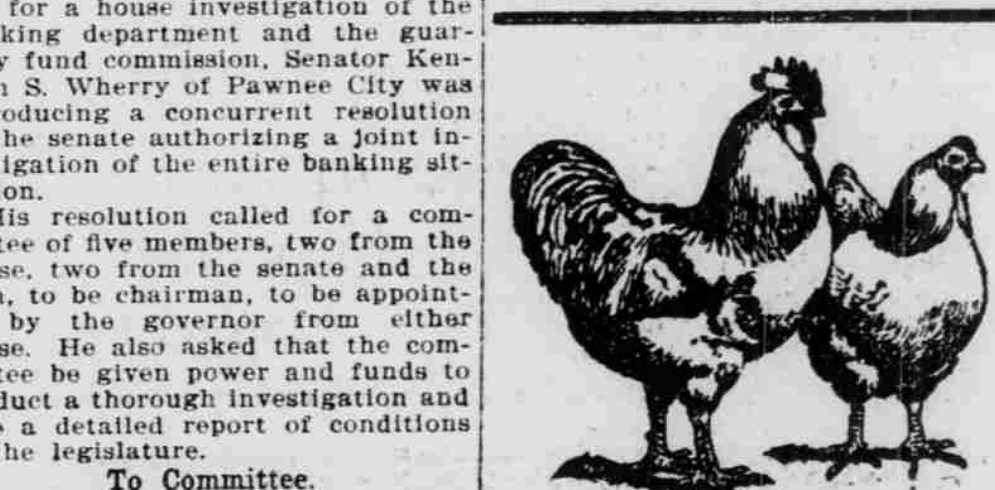 for a house investigation of the
king department and the guar-
y fund commission, Senator Ken-
n S. Wherry of Pawnee City was
roducing a concurrent resolution
he senate authorizing a joint in-
igation of the entire banking sit-
on.
His resolution called for a com-
tee of five members, two from the
se, two from the senate and the
h, to be chairman, to be appoint-
by the governor from either
se. He also asked that the com-
tee be given power and funds to
duct a thorough investigation and
e a detailed report of conditions
he legislature.
To Committee.